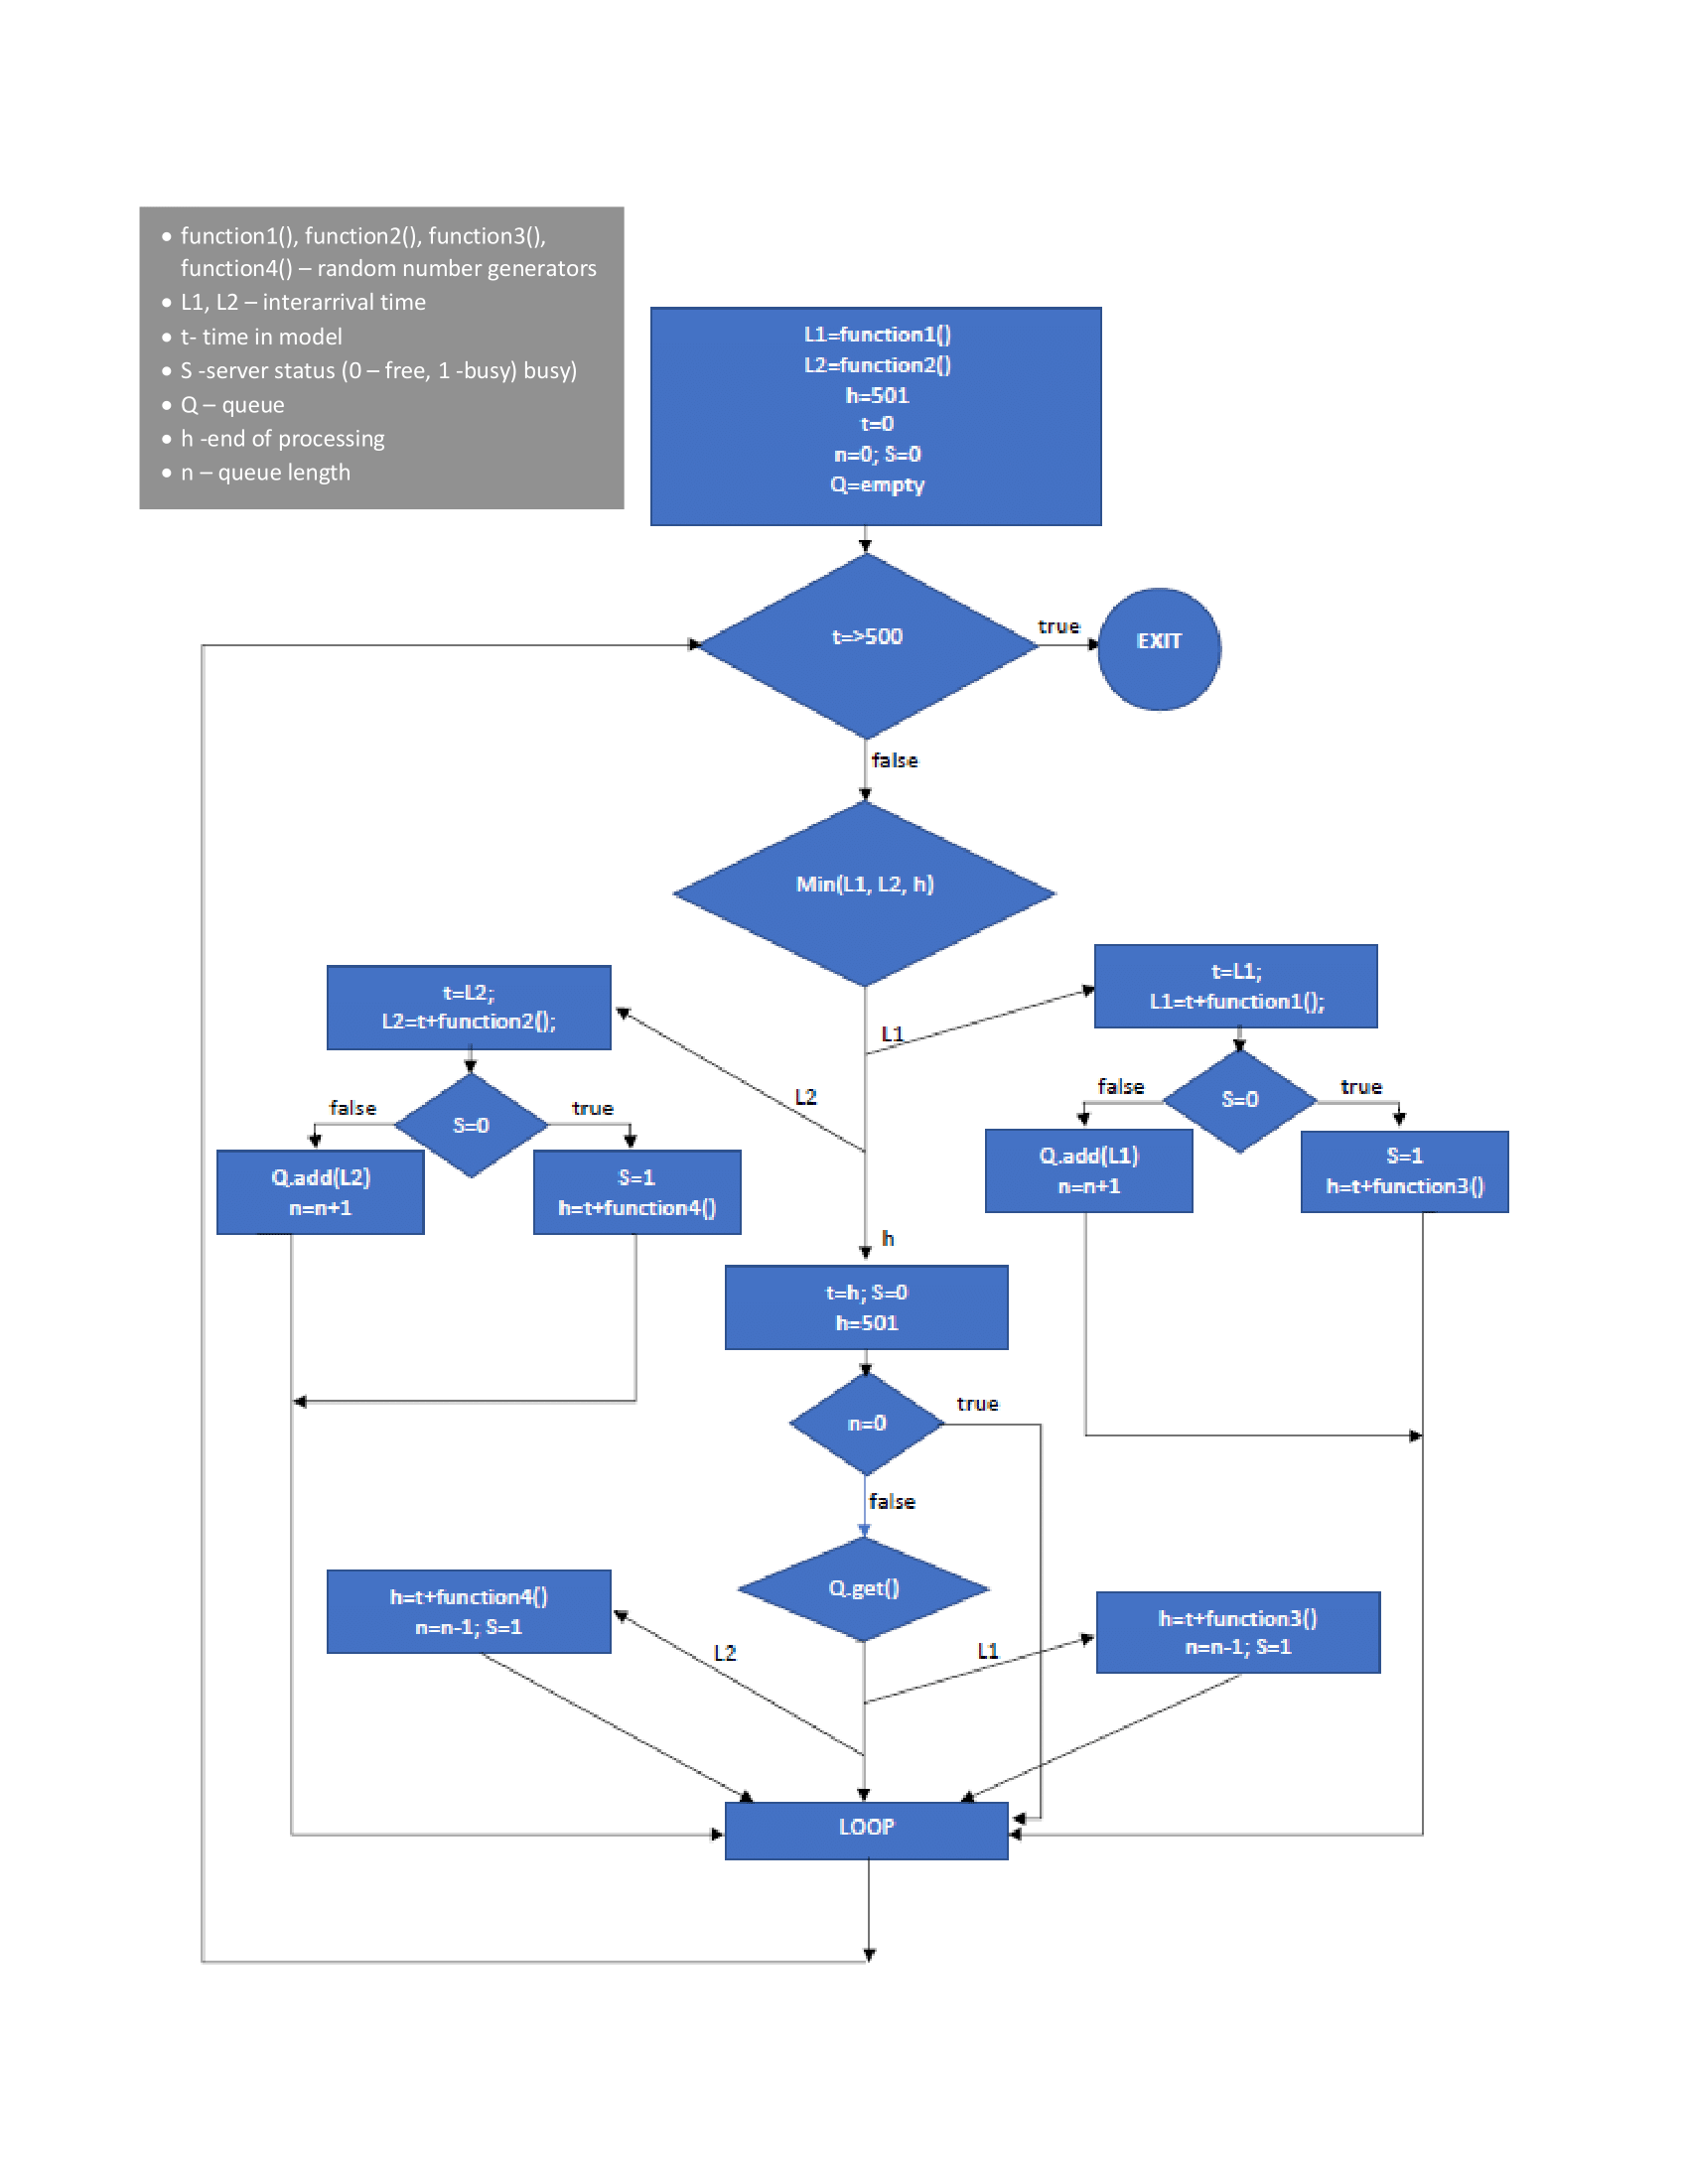 • function1(), function2(), function3(),
function4() – random number generators
• L1, L2 – interarrival time
• t- time in model
• S -server status (0 – free, 1 -busy) busy)
• Q – queue
• h -end of processing
• n – queue length
L1=function1()
L2=function2()
h=501
t=0
n=0; S=0
Q=empty
t=>500
true
EXIT
false
Min(L1, L2, h)
t=L2;
L2=t+function2();
t=L1;
L1=t+function1();
L1
L2
false
S=0
true
false
S=0
true
Q.add(L2)
n=n+1
S=1
h=t+function4()
Q.add(L1)
n=n+1
S=1
h=t+function3()
h
t=h; S=0
h=501
n=0
true
false
Q.get()
h=t+function4()
n=n-1; S=1
L2
L1
h=t+function3()
n=n-1; S=1
LOOP